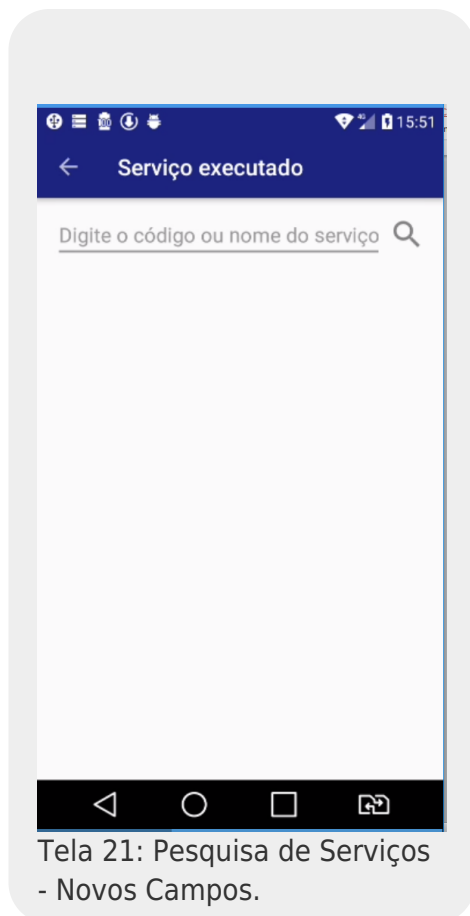 15:51
Serviço executado
Digite o código ou nome do serviço
Tela 21: Pesquisa de Serviços
- Novos Campos.